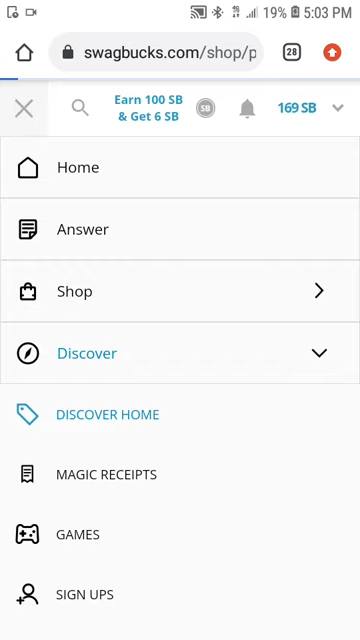 19% 5:03 PM
swagbucks.com/shop/p
28
Earn 100 SB
& Get 6 SB
SB
169 SB
Home
Answer
Shop
Discover
DISCOVER HOME
MAGIC RECEIPTS
GAMES
SIGN UPS